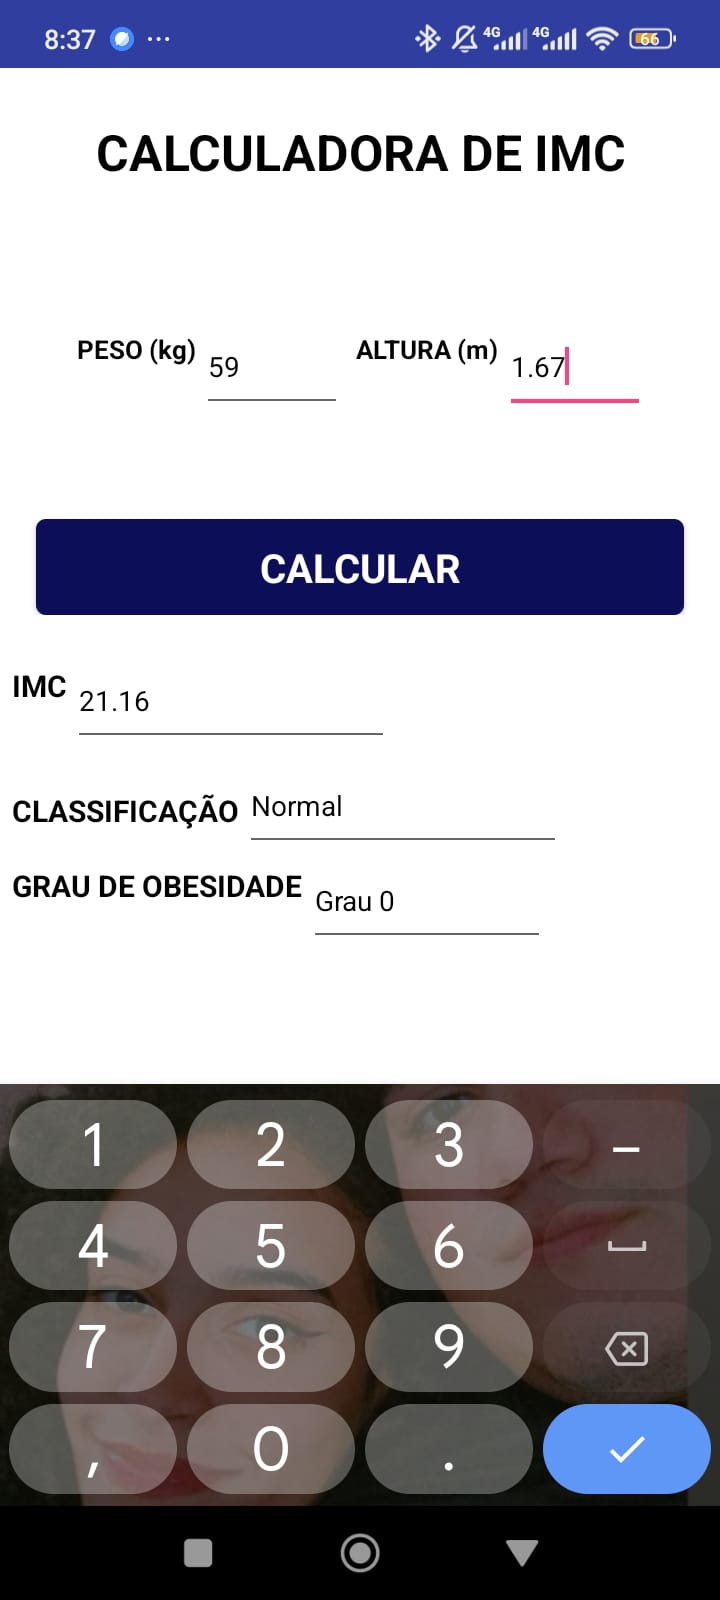 8:37 ... 4G 4G 66
CALCULADORA DE IMC
PESO (kg) 59 ALTURA (m) 1.67
CALCULAR
IMC 21.16
CLASSIFICAÇÃO Normal
GRAU DE OBESIDADE Grau 0
1 2 3 –
4 5 6
7 8 9
, 0 .